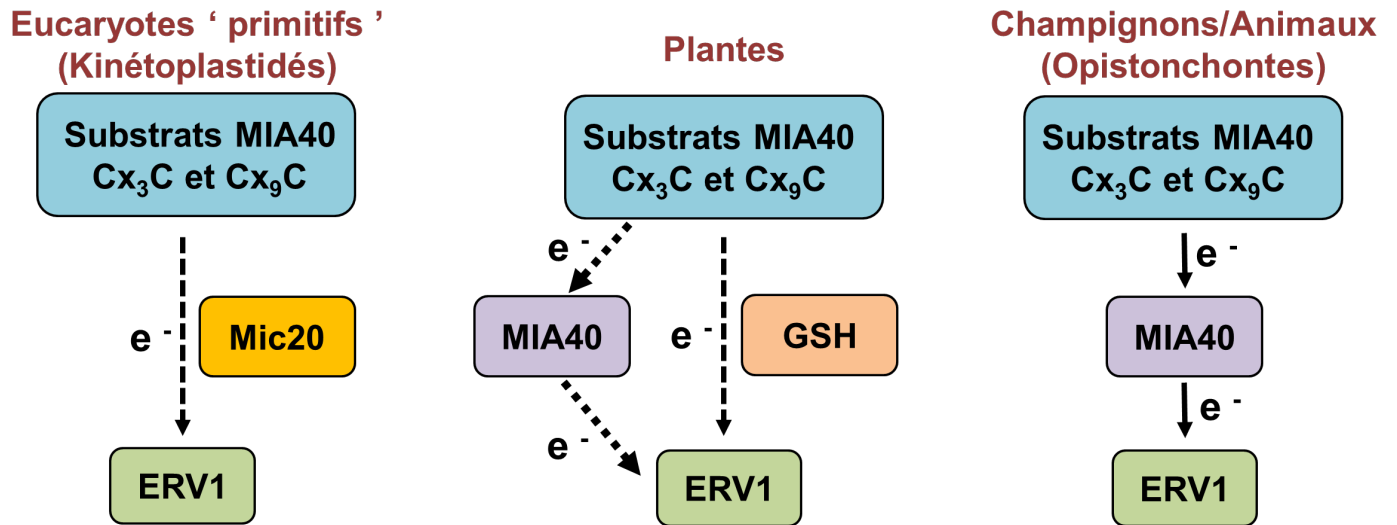 Eucaryotes ‘ primitifs ’
(Kinétoplastidés)
Substrats MIA40
Cx₃C et Cx₉C
e ⁻
Mic20
ERV1
Plantes
Substrats MIA40
Cx₃C et Cx₉C
e ⁻
MIA40
e ⁻
GSH
e ⁻
ERV1
Champignons/Animaux
(Opistonchontes)
Substrats MIA40
Cx₃C et Cx₉C
e ⁻
MIA40
e ⁻
ERV1